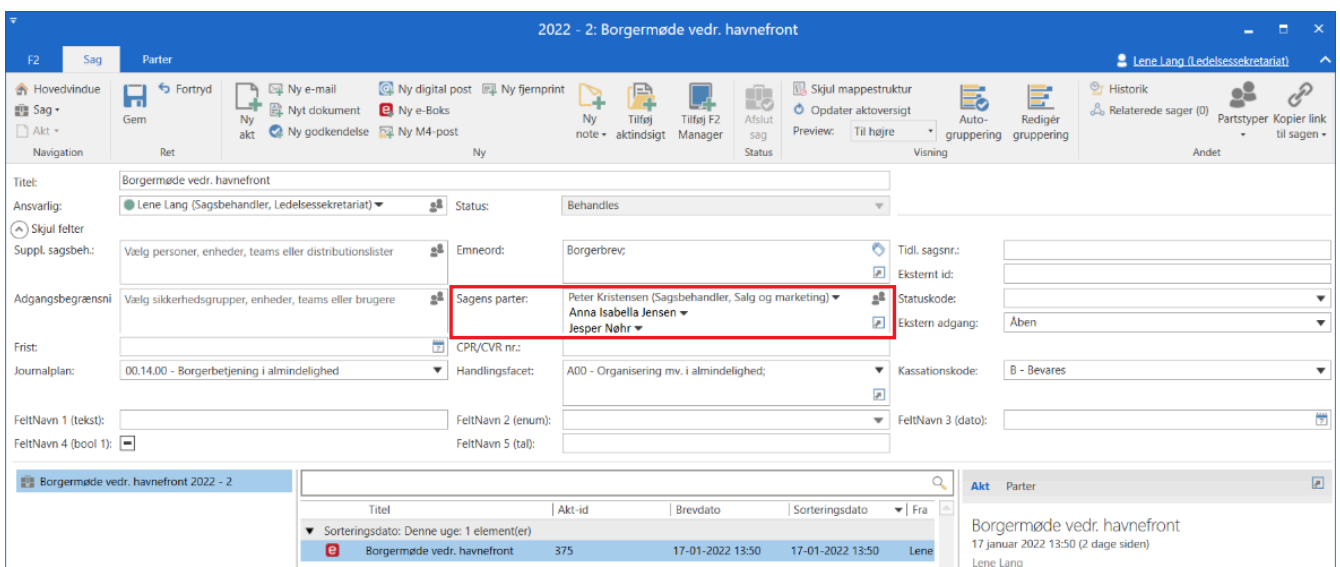 2022 - 2: Borgermøde vedr. havnefront
F2 Sag Parter Lene Lang (Ledelsessekretariat)
Hovedvindue Fortryd Ny e-mail Ny digital post Ny fjernprint Skjul mappestruktur Historik
Sag Gem Ny akt Nyt dokument Ny e-Boks Ny note Tilføj aktindsigt Tilføj F2 Manager Afslut sag Opdater aktoversigt Auto-gruppering Redigér gruppering Relaterede sager (0) Partstyper Kopier link til sagen
Akt Ny godkendelse Ny M4-post Preview: Til højre
Navigation Ret Ny Status Visning Andet
Titel: Borgermøde vedr. havnefront
Ansvarlig: Lene Lang (Sagsbehandler, Ledelsessekretariat) Status: Behandles
Skjul felter
Suppl. sagsbeh.: Vælg personer, enheder, teams eller distributionslister Emneord: Borgerbrev; Tidl. sagsnr.:
Eksternt id:
Adgangsbegrænsni Vælg sikkerhedsgrupper, enheder, teams eller brugere Sagens parter: Peter Kristensen (Sagsbehandler, Salg og marketing) Statuskode:
Anna Isabella Jensen
Jesper Nøhr Ekstern adgang: Åben
Frist: CPR/CVR nr.:
Journalplan: 00.14.00 - Borgerbetjening i almindelighed Handlingsfacet: A00 - Organisering mv. i almindelighed; Kassationskode: B - Bevares
FeltNavn 1 (tekst): FeltNavn 2 (enum): FeltNavn 3 (dato):
FeltNavn 4 (bool 1): FeltNavn 5 (tal):
Borgermøde vedr. havnefront 2022 - 2 Akt Parter
Titel Akt-id Brevdato Sorteringsdato Fra
Sorteringsdato: Denne uge: 1 element(er) Borgermøde vedr. havnefront
e Borgermøde vedr. havnefront 375 17-01-2022 13:50 17-01-2022 13:50 Lene 17 januar 2022 13:50 (2 dage siden)
Lene Lang